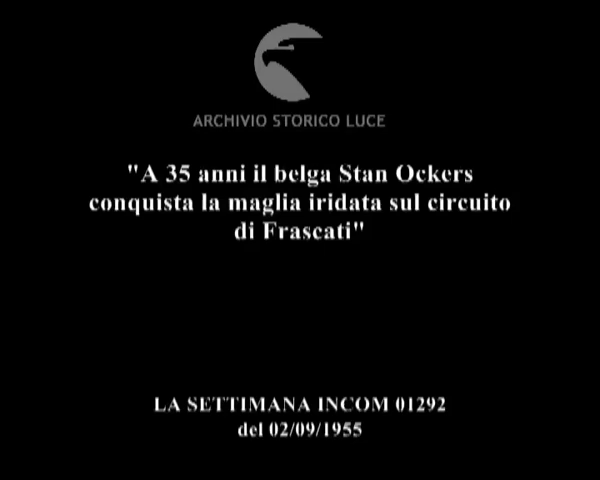 ARCHIVIO STORICO LUCE
"A 35 anni il belga Stan Ockers
conquista la maglia iridata sul circuito
di Frascati"
LA SETTIMANA INCOM 01292
del 02/09/1955